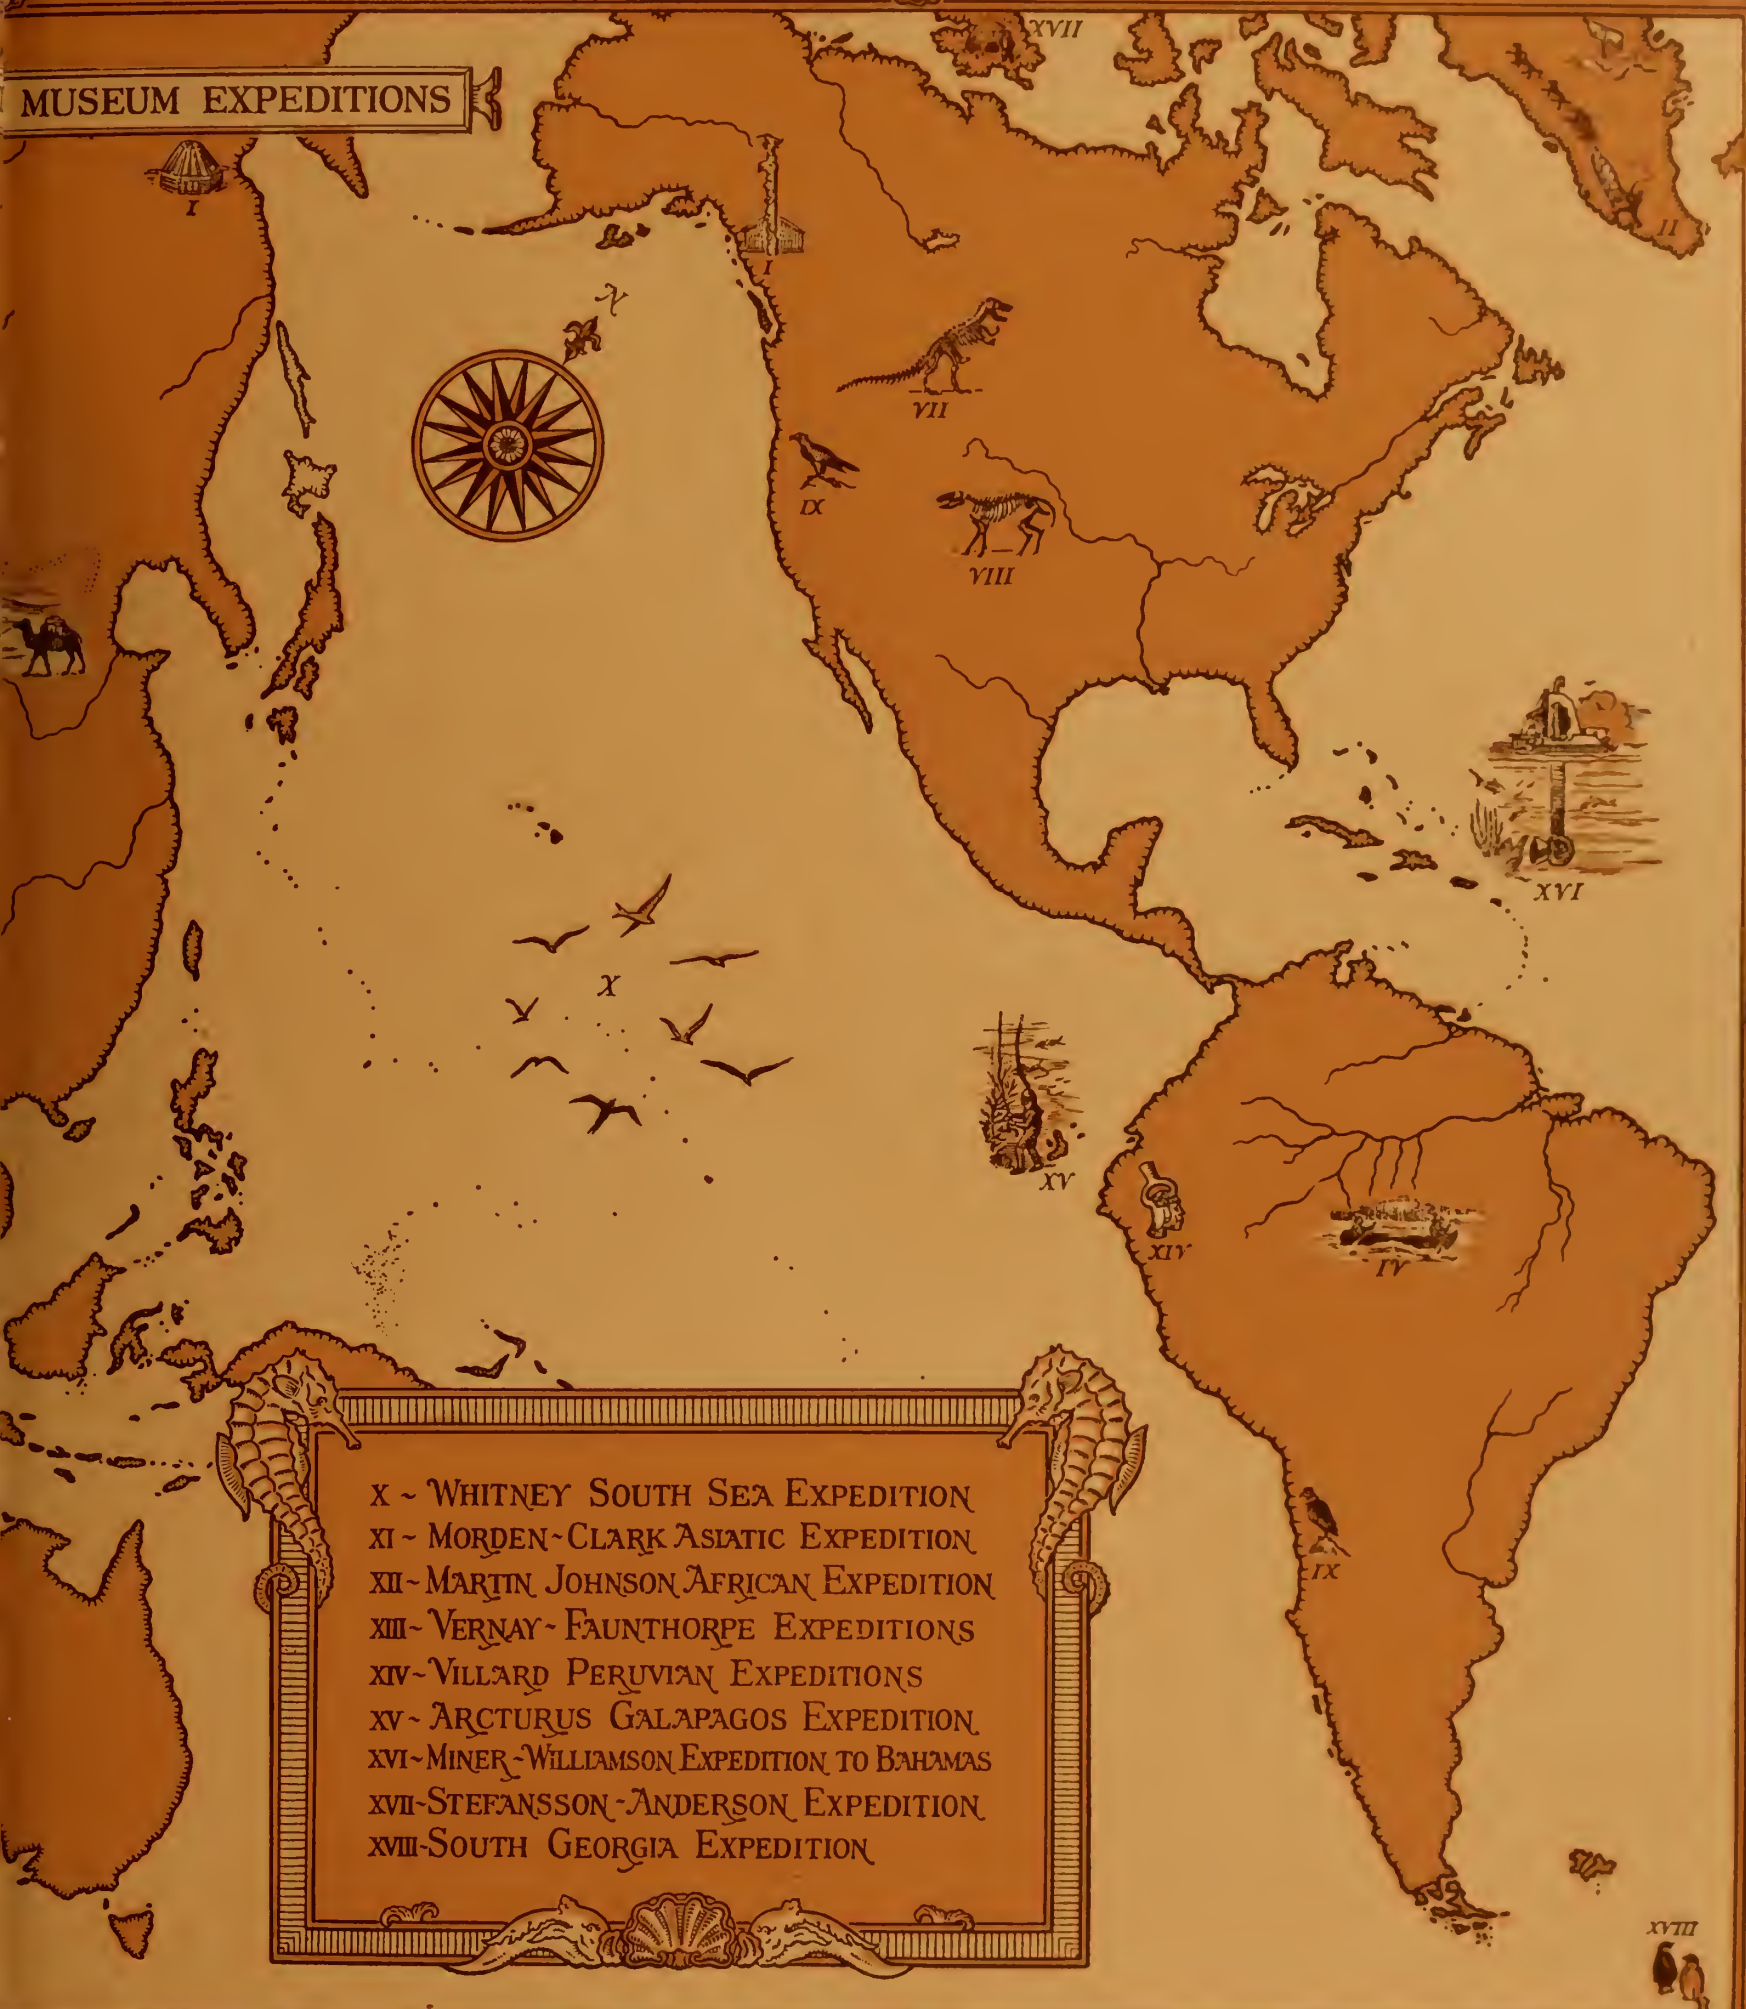 XVII
MUSEUM EXPEDITIONS
I
II
I
N
VII
IX
VIII
XVI
X
XV
XIV
IV
X ~ WHITNEY SOUTH SEA EXPEDITION
XI ~ MORDEN~CLARK ASIATIC EXPEDITION
XII ~ MARTIN JOHNSON AFRICAN EXPEDITION
XIII ~ VERNAY ~ FAUNTHORPE EXPEDITIONS
XIV ~ VILLARD PERUVIAN EXPEDITIONS
XV ~ ARCTURUS GALAPAGOS EXPEDITION
XVI ~ MINER~WILLIAMSON EXPEDITION TO BAHAMAS
XVII ~ STEFANSSON~ANDERSON EXPEDITION
XVIII - SOUTH GEORGIA EXPEDITION
IX
XVIII